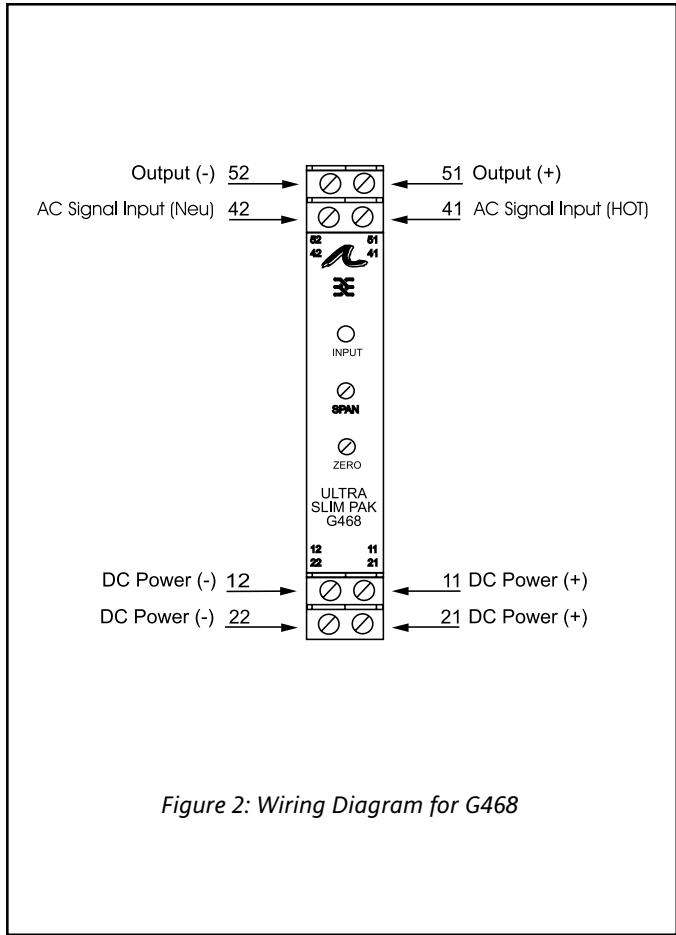 Output (-) 52
51 Output (+)
AC Signal Input (Neu) 42
41 AC Signal Input (HOT)
52 51
42 41
INPUT
SPAN
ZERO
ULTRA
SLIM PAK
G468
12 11
22 21
DC Power (-) 12
11 DC Power (+)
DC Power (-) 22
21 DC Power (+)
Figure 2: Wiring Diagram for G468